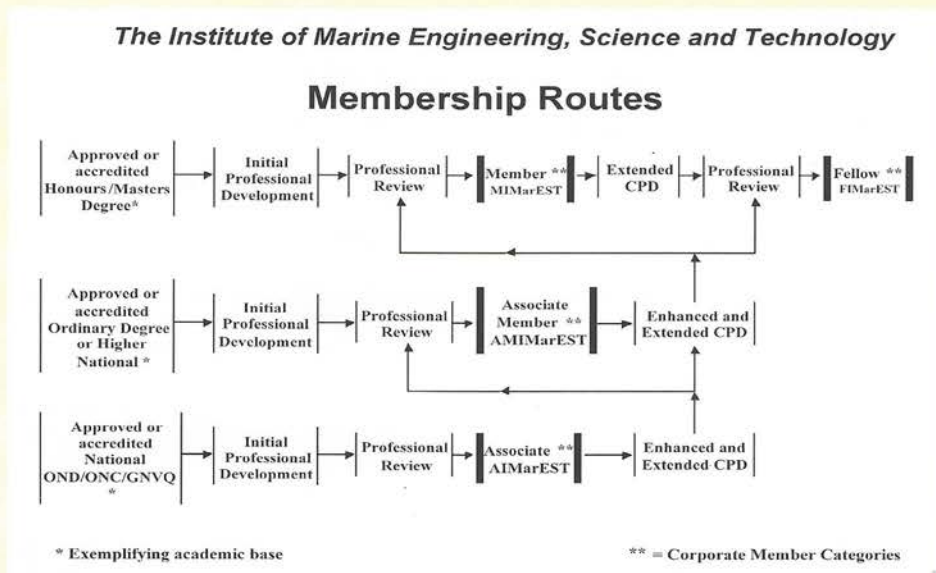 The Institute of Marine Engineering, Science and Technology
Membership Routes
Approved or
accredited
Honours/Masters
Degree*
Initial
Professional
Development
Professional
Review
Member **
MIMarEST
Extended
CPD
Professional
Review
Fellow **
FIMarEST
Approved or
accredited
Ordinary Degree
or Higher
National *
Initial
Professional
Development
Professional
Review
Associate
Member **
AMIMarEST
Enhanced and
Extended CPD
Approved or
accredited
National
OND/ONC/GNVQ
*
Initial
Professional
Development
Professional
Review
Associate **
AIMarEST
Enhanced and
Extended CPD
* Exemplifying academic base
** = Corporate Member Categories